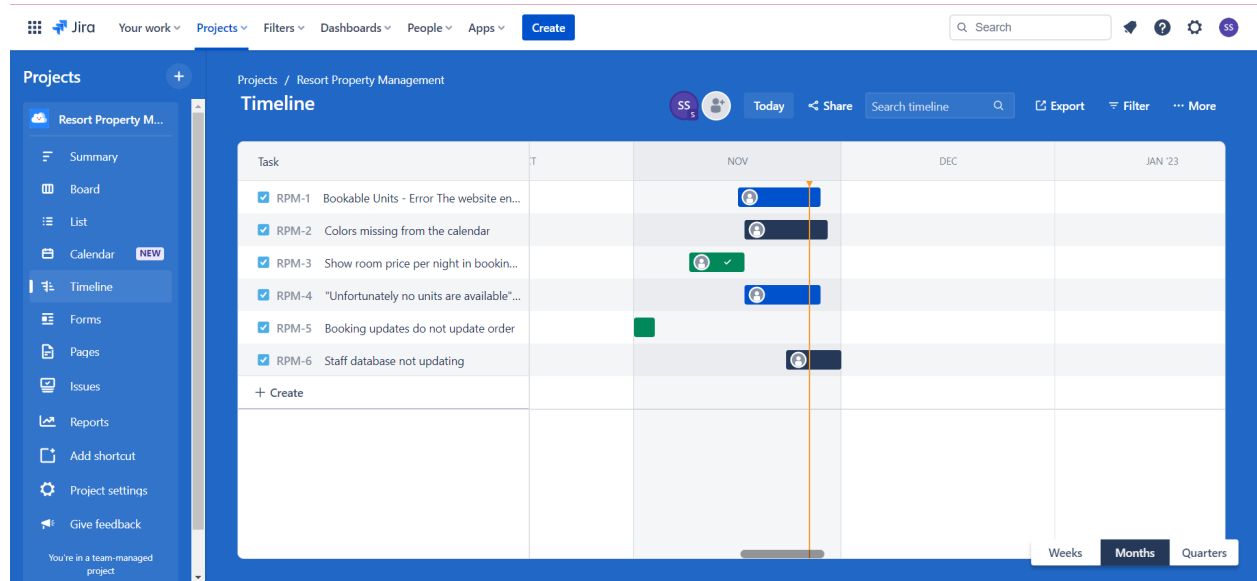 Jira Your work Projects Filters Dashboards People Apps Create Search SS
Projects +
Resort Property M...
Summary
Board
List
Calendar NEW
Timeline
Forms
Pages
Issues
Reports
Add shortcut
Project settings
Give feedback
You're in a team-managed
project
Projects / Resort Property Management
Timeline
SS S Today Share Search timeline Export Filter ... More
Task T NOV DEC JAN '23
RPM-1 Bookable Units - Error The website en...
RPM-2 Colors missing from the calendar
RPM-3 Show room price per night in bookin...
RPM-4 "Unfortunately no units are available"...
RPM-5 Booking updates do not update order
RPM-6 Staff database not updating
+ Create
Weeks Months Quarters